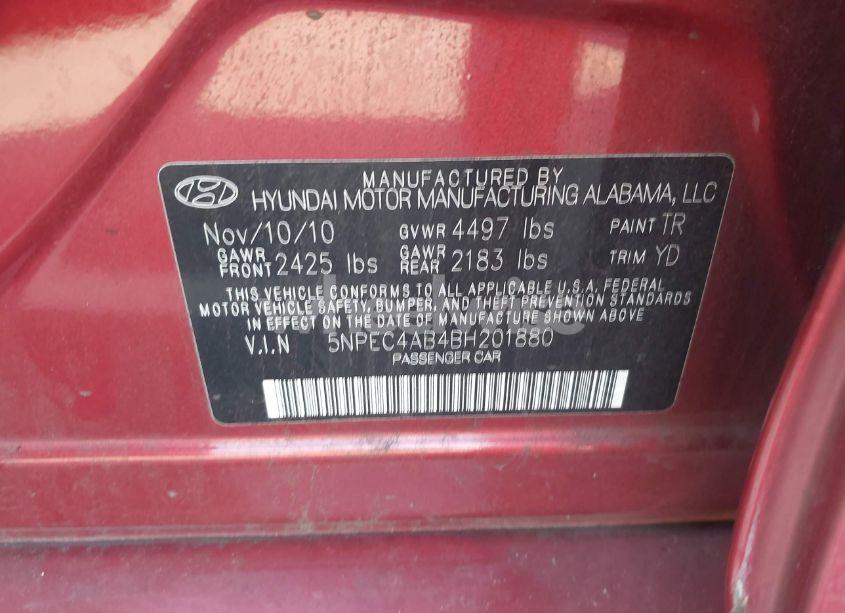 MANUFACTURED BY
HYUNDAI MOTOR MANUFACTURING ALABAMA, LLC
Nov/10/10 GVWR 4497 lbs PAINT TR
GAWR FRONT 2425 lbs GAWR REAR 2183 lbs TRIM YD
THIS VEHICLE CONFORMS TO ALL APPLICABLE U.S.A. FEDERAL
MOTOR VEHICLE SAFETY, BUMPER, AND THEFT PREVENTION STANDARDS
IN EFFECT ON THE DATE OF MANUFACTURE SHOWN ABOVE
V.I.N 5NPEC4AB4BH201880
PASSENGER CAR